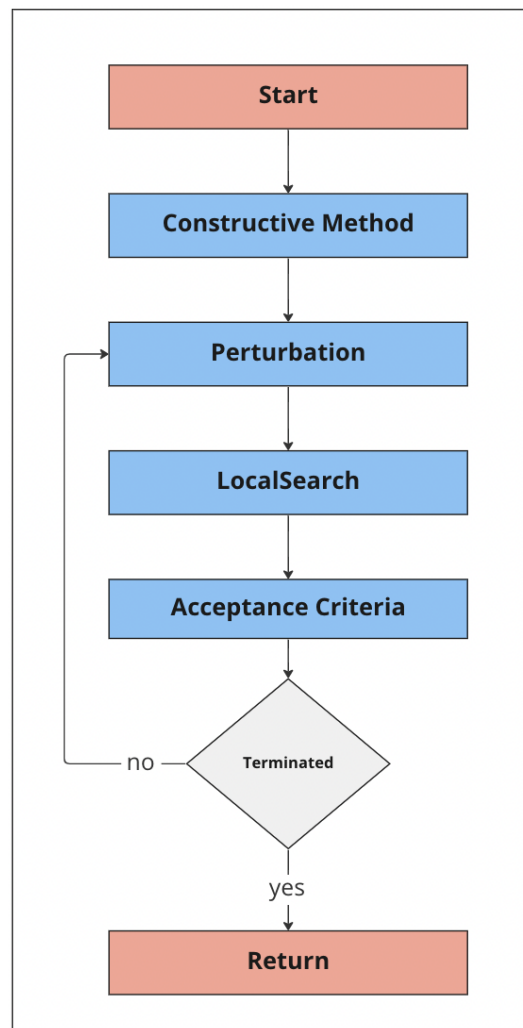 Start
Constructive Method
Perturbation
LocalSearch
Acceptance Criteria
Terminated
no
yes
Return